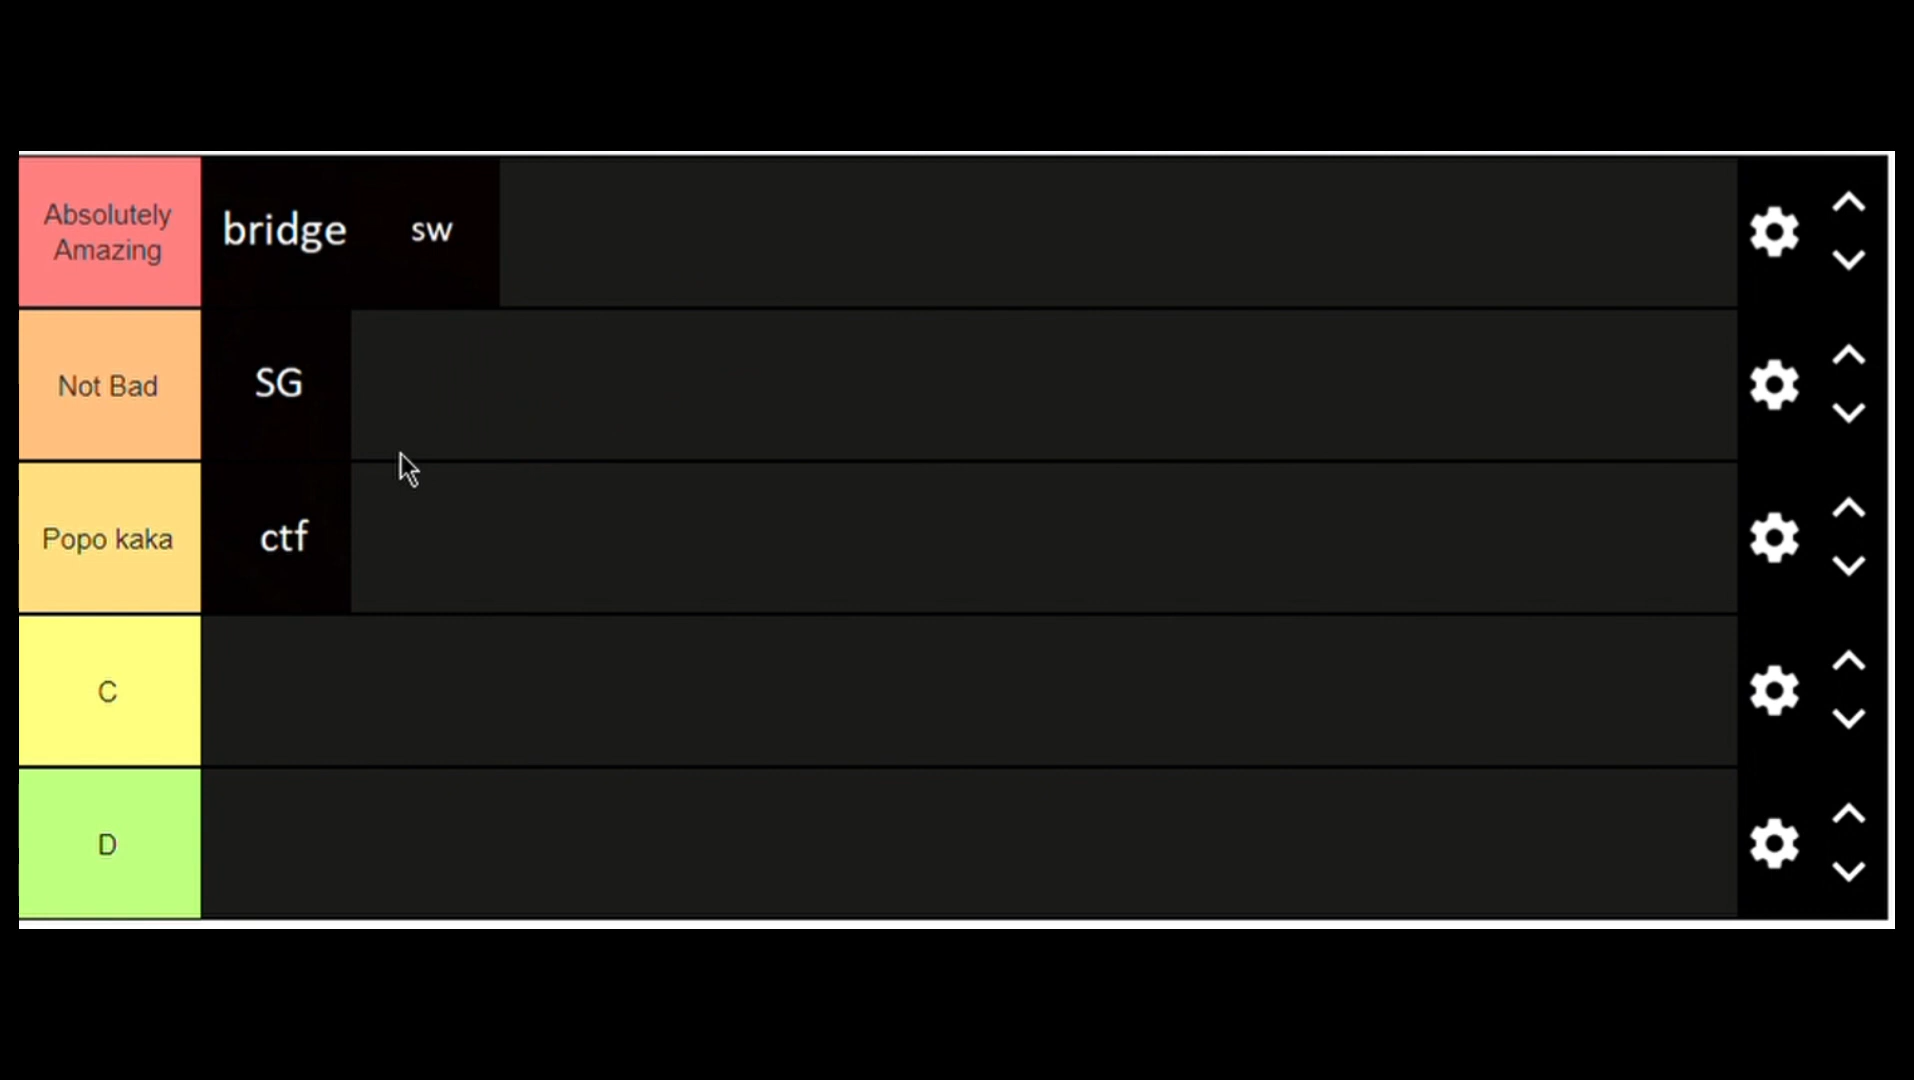 Absolutely
Amazing
bridge
sw
Not Bad
SG
Popo kaka
ctf
C
D